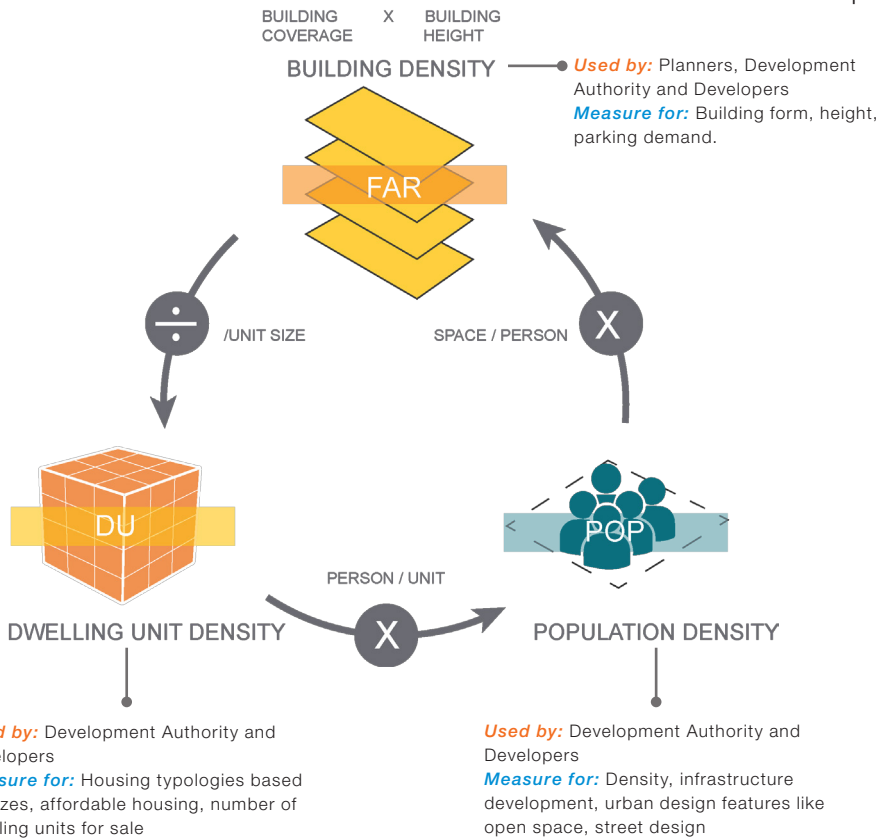 BUILDING X BUILDING
COVERAGE HEIGHT
BUILDING DENSITY
Used by: Planners, Development
Authority and Developers
Measure for: Building form, height,
parking demand.
FAR
/UNIT SIZE
SPACE / PERSON
X
DU
POP
PERSON / UNIT
X
DWELLING UNIT DENSITY
POPULATION DENSITY
by: Development Authority and
for: Housing typologies based
affordable housing, number of
units for sale
Used by: Development Authority and
Developers
Measure for: Density, infrastructure
development, urban design features like
open space, street design